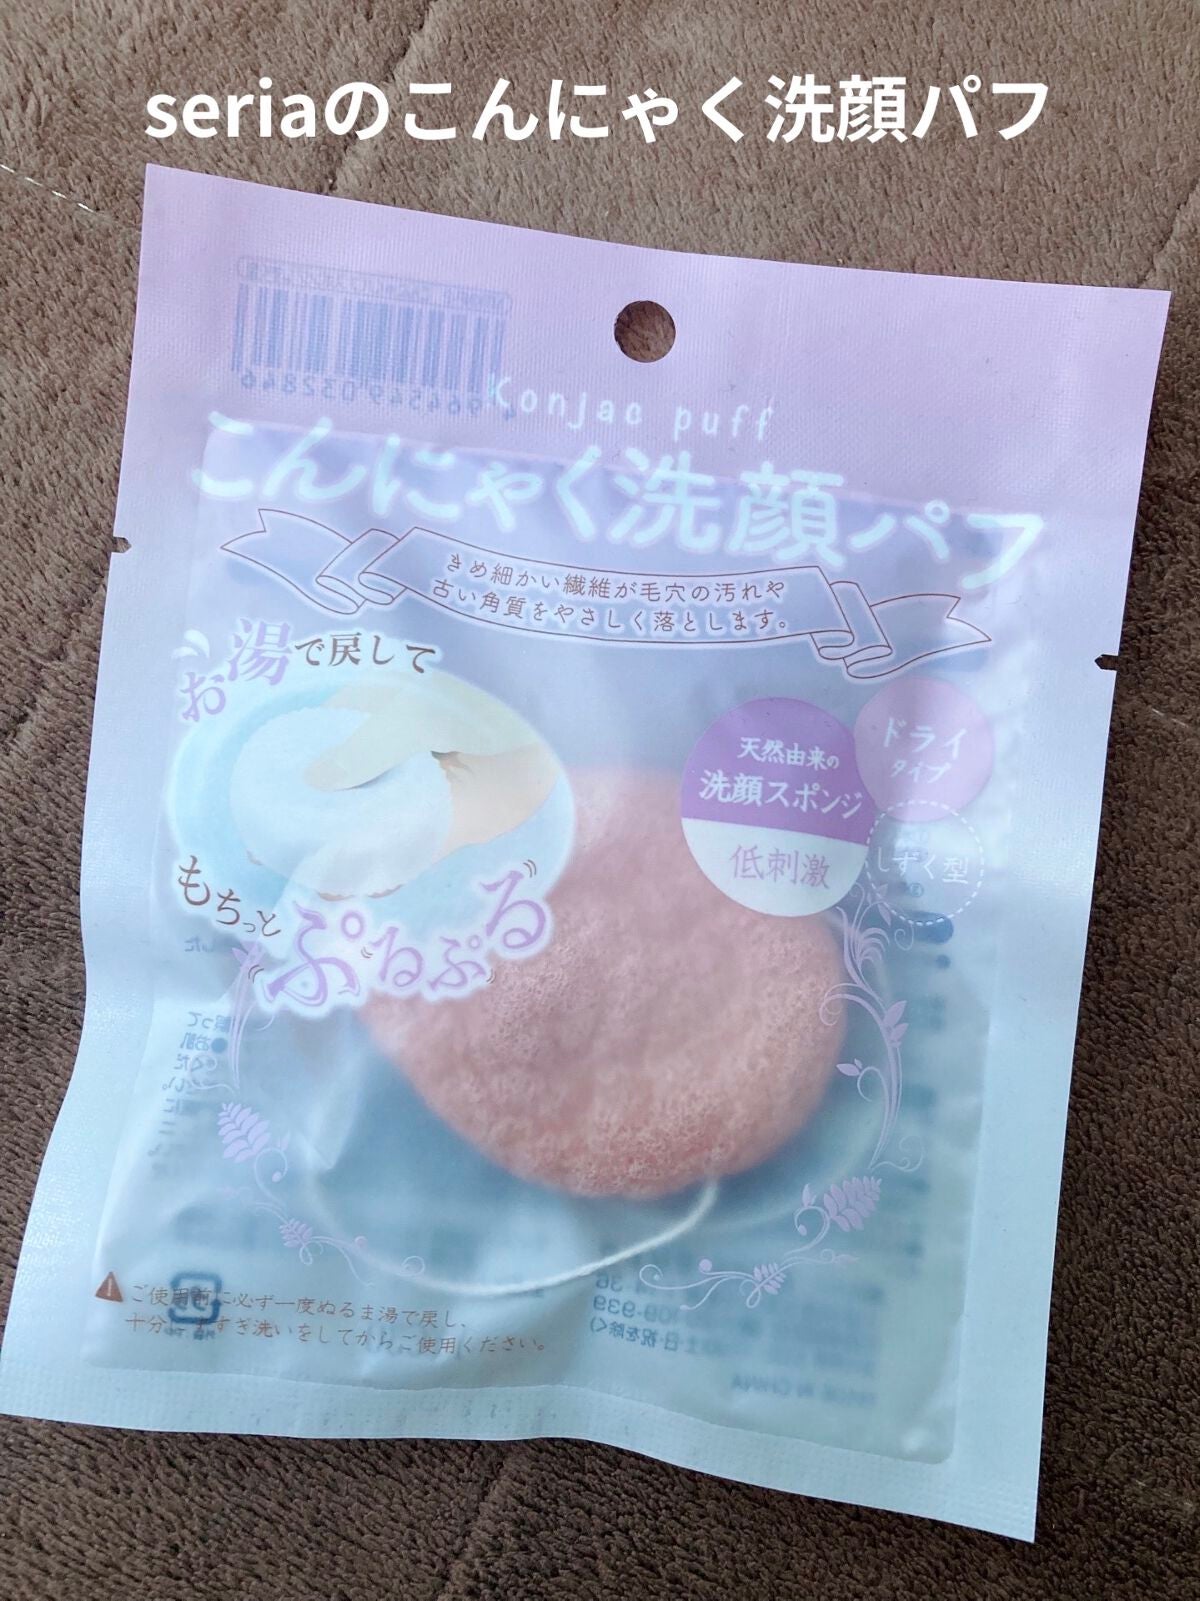 seriaのこんにゃく洗顔パフ
Konjac puff
こんにゃく洗顔パフ
きめ細かい繊維が毛穴の汚れや
古い角質をやさしく落とします。
お湯で戻して
もちっと
ぷるぷる
天然由来の
洗顔スポンジ
低刺激
ドライ
タイプ
しずく型
ご使用前に必ず一度ぬるま湯で戻し、
十分にすすぎ洗いをしてからご使用ください。